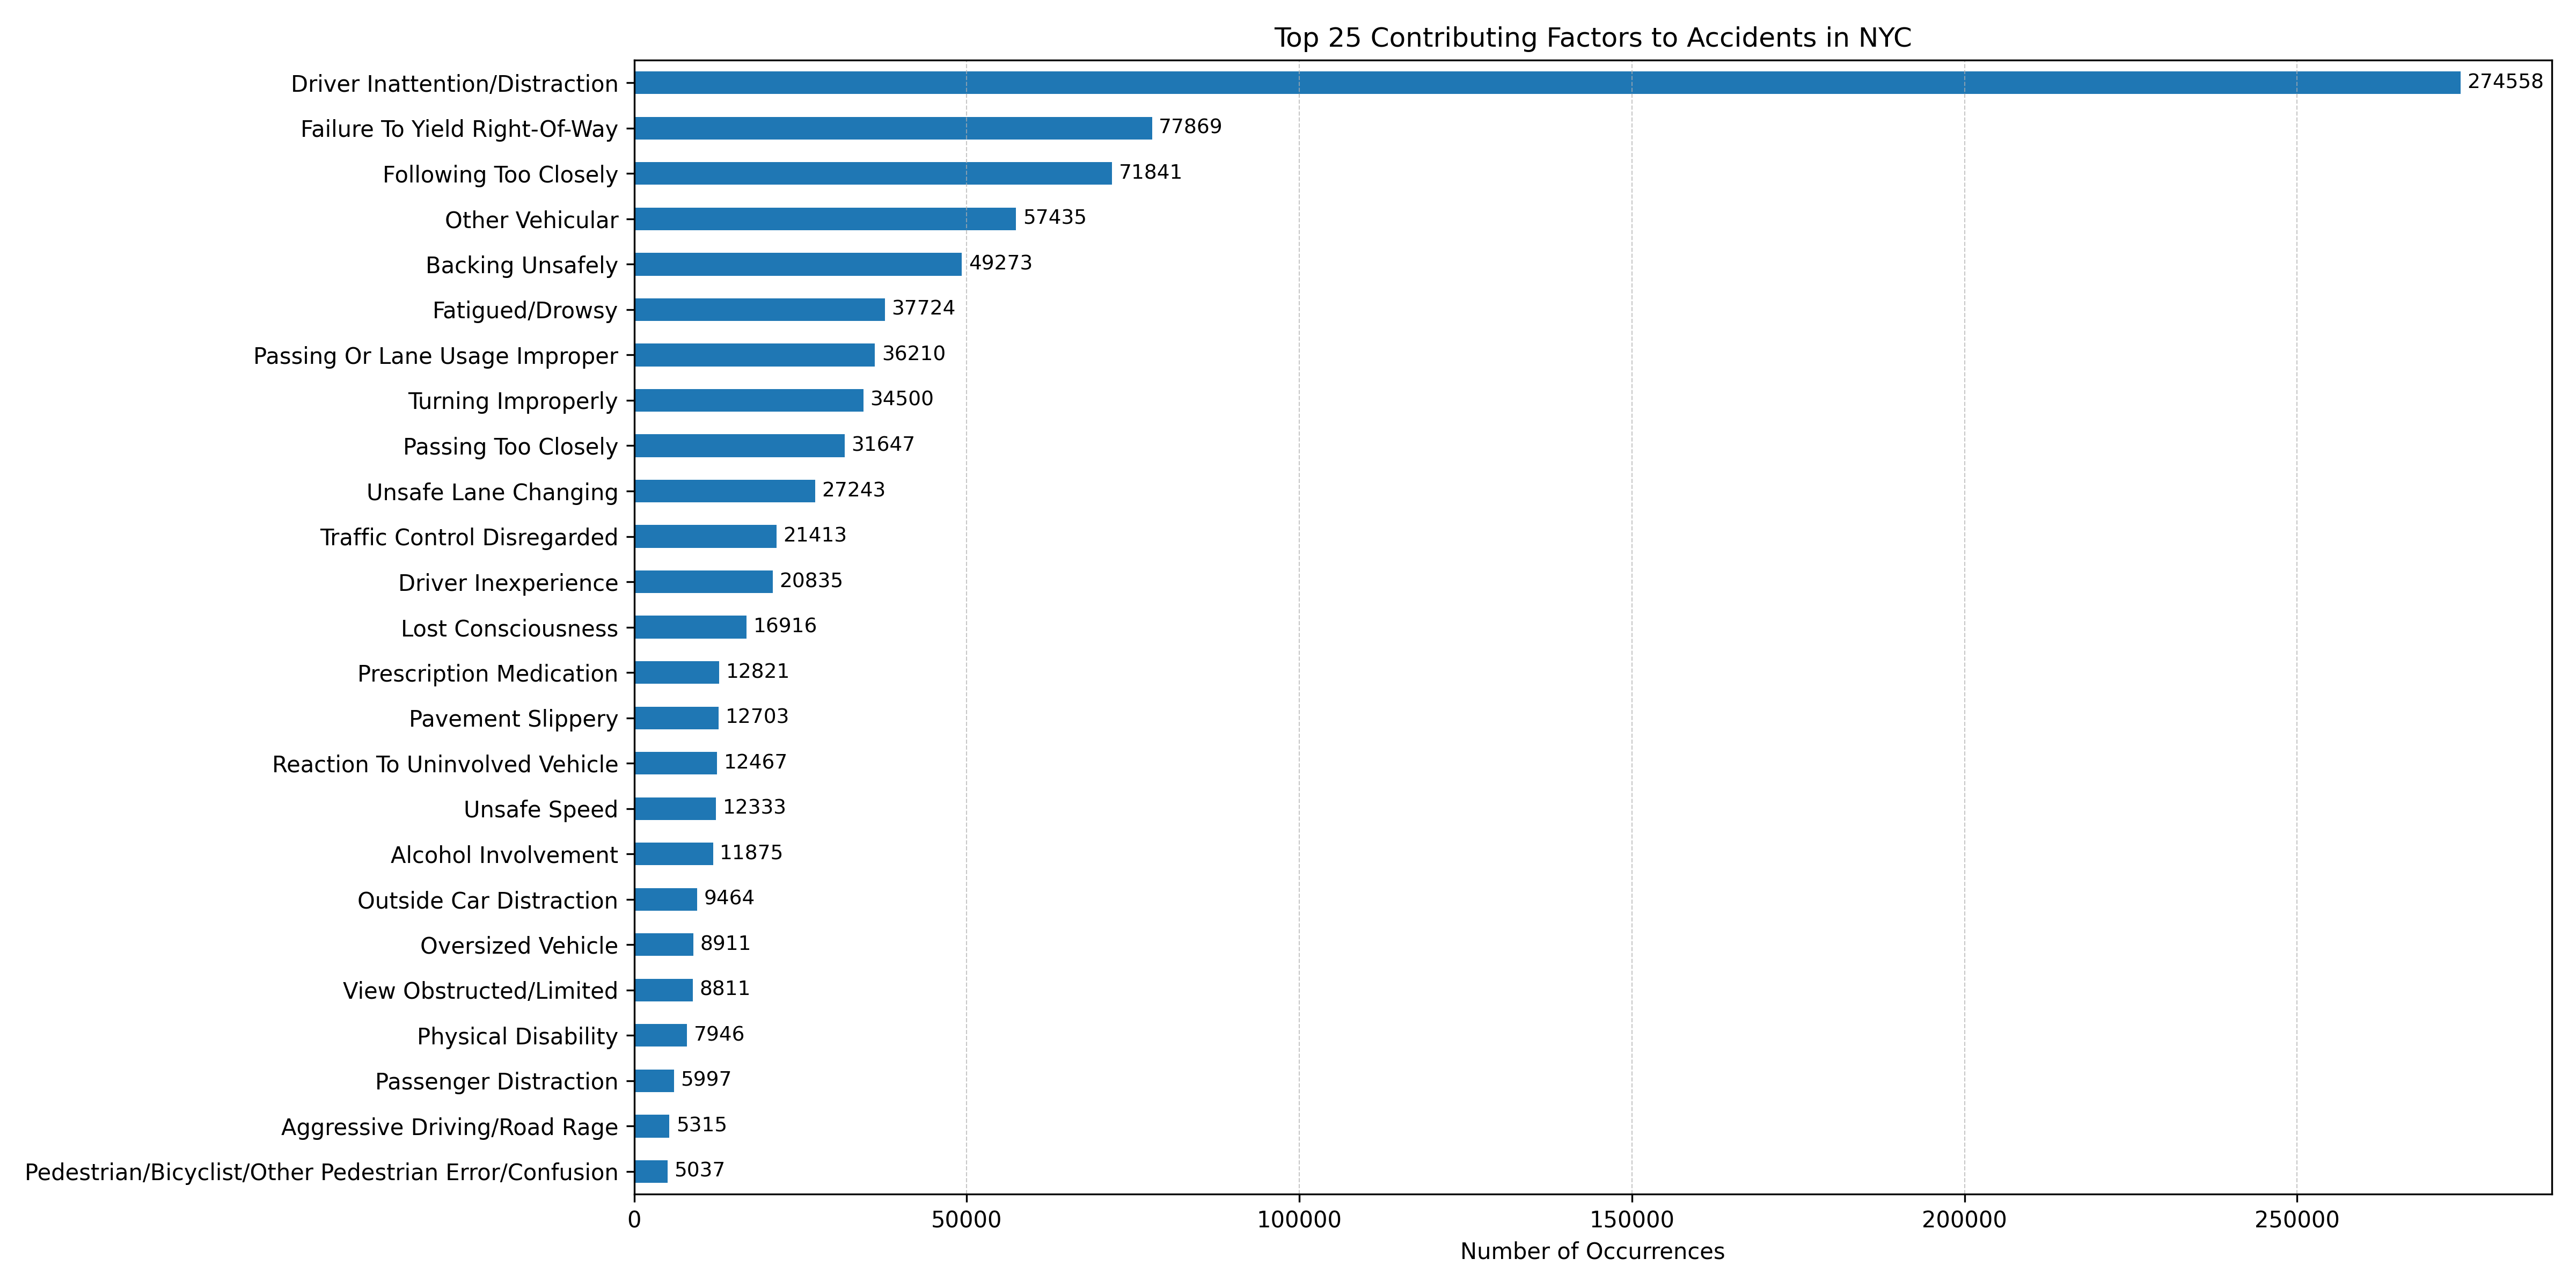 Top 25 Contributing Factors to Accidents in NYC
Driver Inattention/Distraction 274558
Failure To Yield Right-Of-Way 77869
Following Too Closely 71841
Other Vehicular 57435
Backing Unsafely 49273
Fatigued/Drowsy 37724
Passing Or Lane Usage Improper 36210
Turning Improperly 34500
Passing Too Closely 31647
Unsafe Lane Changing 27243
Traffic Control Disregarded 21413
Driver Inexperience 20835
Lost Consciousness 16916
Prescription Medication 12821
Pavement Slippery 12703
Reaction To Uninvolved Vehicle 12467
Unsafe Speed 12333
Alcohol Involvement 11875
Outside Car Distraction 9464
Oversized Vehicle 8911
View Obstructed/Limited 8811
Physical Disability 7946
Passenger Distraction 5997
Aggressive Driving/Road Rage 5315
Pedestrian/Bicyclist/Other Pedestrian Error/Confusion 5037
0 50000 100000 150000 200000 250000
Number of Occurrences